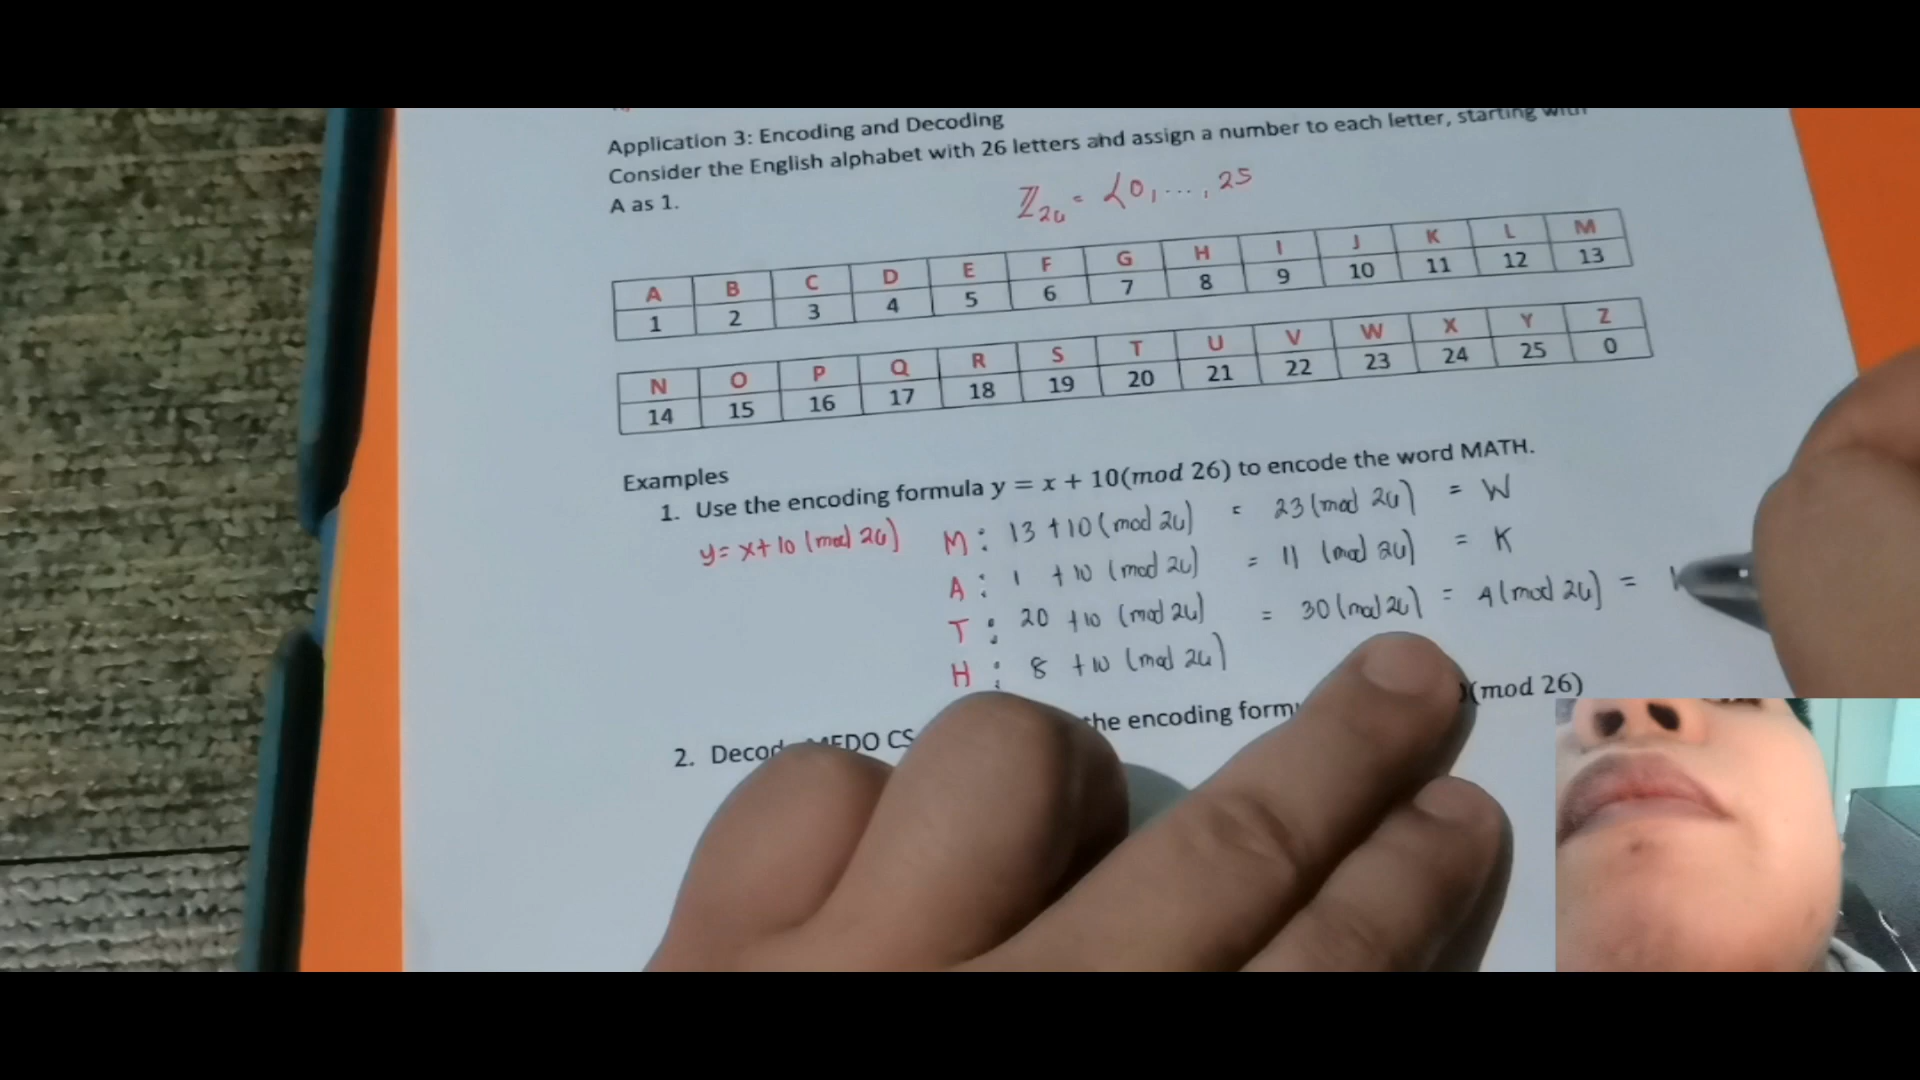 Application 3: Encoding and Decoding
Consider the English alphabet with 26 letters and assign a number to each letter, starting with
A as 1.
Z26 = {0, ..., 25
A B C D E F G H I J K L M
1 2 3 4 5 6 7 8 9 10 11 12 13
N O P Q R S T U V W X Y Z
14 15 16 17 18 19 20 21 22 23 24 25 0
Examples
1. Use the encoding formula y = x + 10(mod 26) to encode the word MATH.
y = x + 10 (mod 26) M : 13 + 10 (mod 26) = 23 (mod 26) = W
A : 1 + 10 (mod 26) = 11 (mod 26) = K
T : 20 + 10 (mod 26) = 30 (mod 26) = 4 (mod 26) =
H : 8 + 10 (mod 26)
2. MEDO CS the encoding (mod 26)